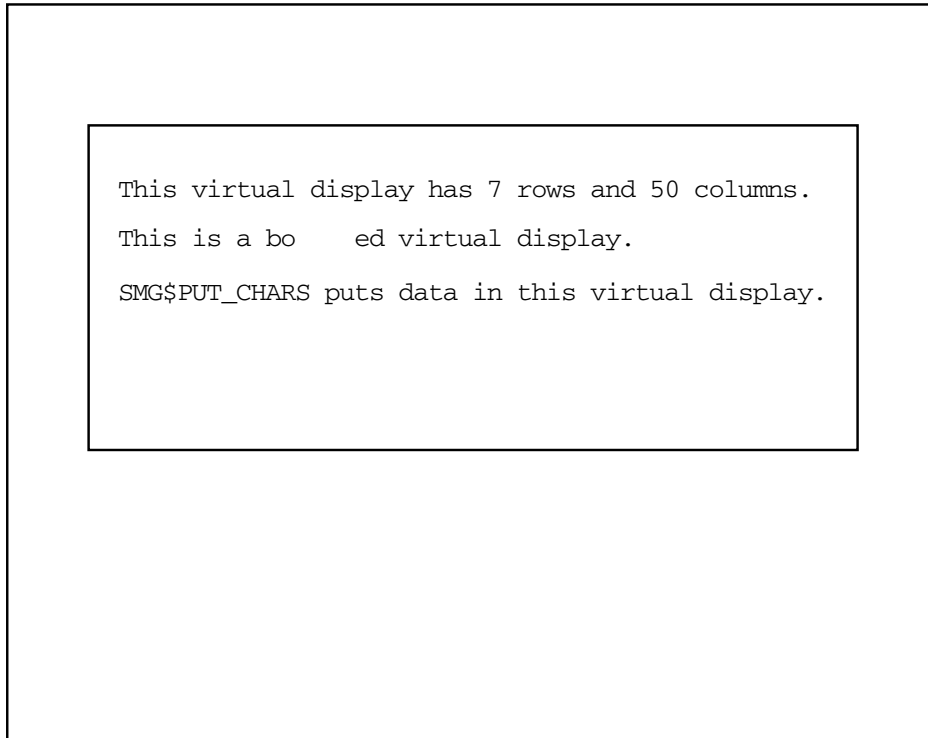 This virtual display has 7 rows and 50 columns.
This is a bo    ed virtual display.
SMG$PUT_CHARS puts data in this virtual display.